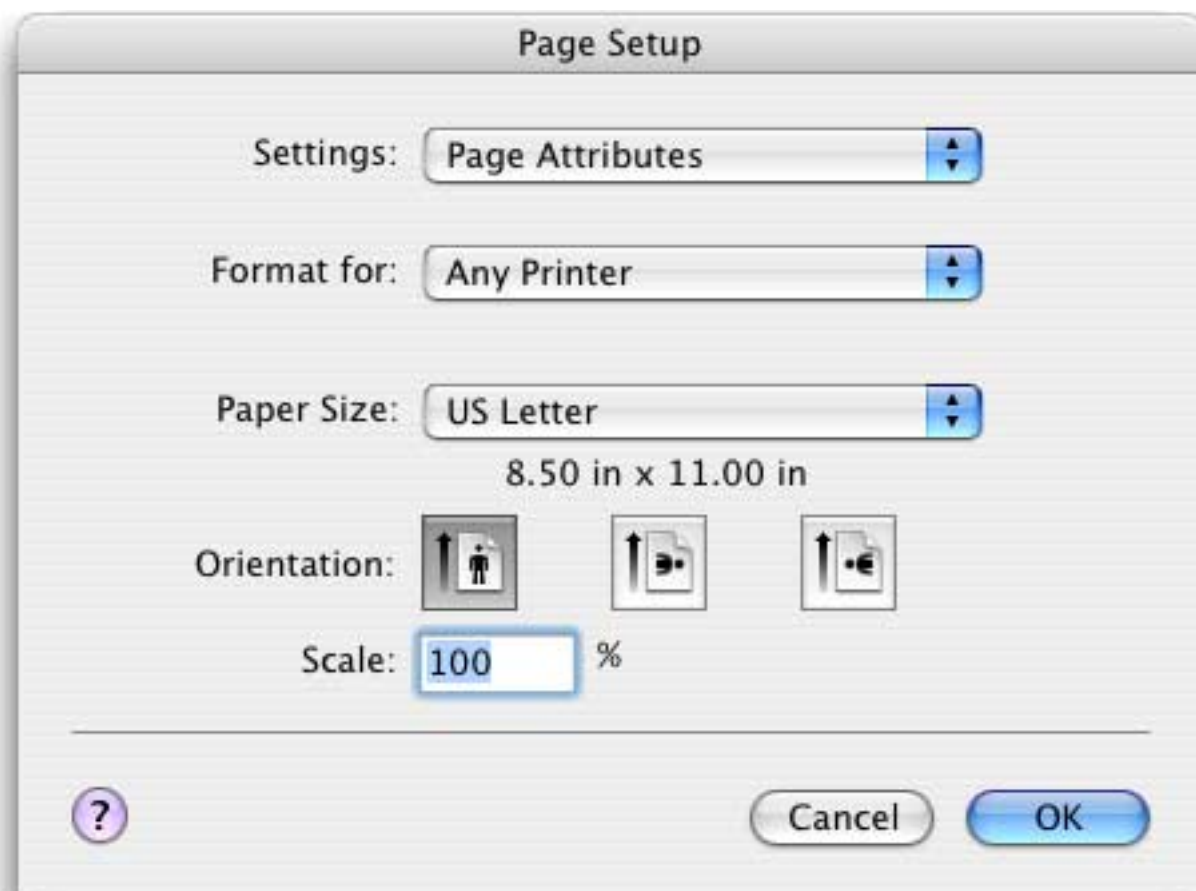 Page Setup
Settings: Page Attributes
Format for: Any Printer
Paper Size: US Letter
8.50 in x 11.00 in
Orientation:
Scale: 100 %
? Cancel OK